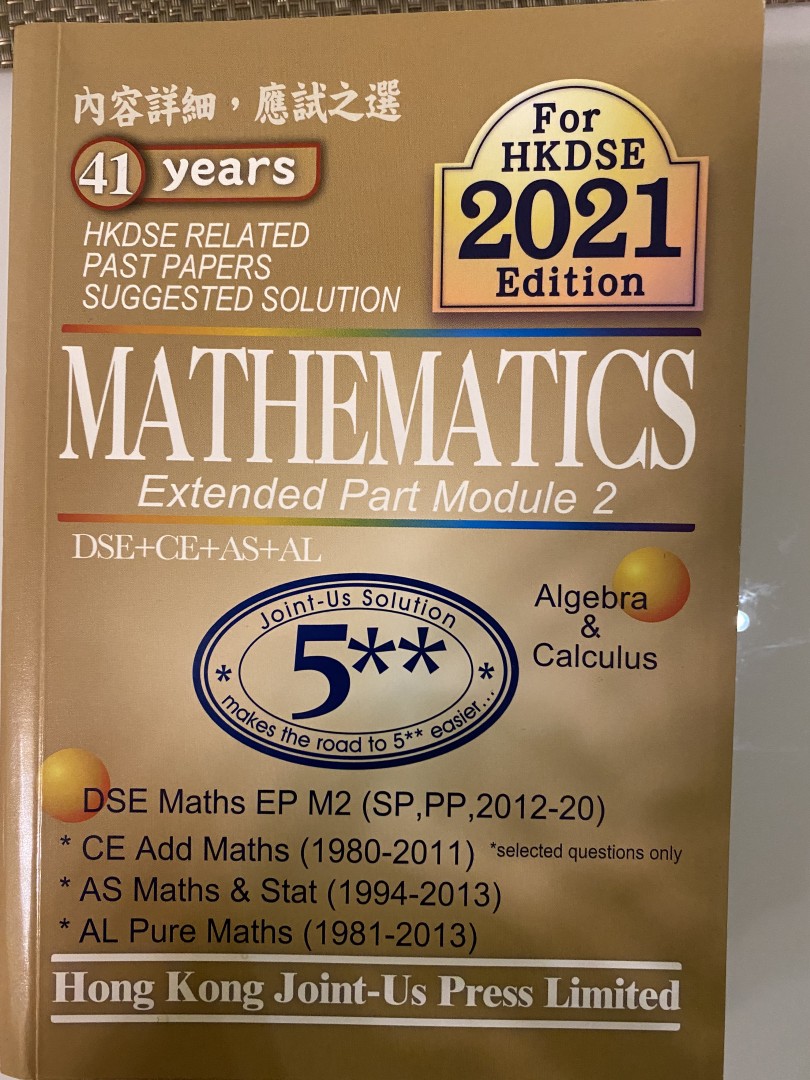 內容詳細,應試之選
41 years
HKDSE RELATED
PAST PAPERS
SUGGESTED SOLUTION
For
HKDSE
2021
Edition
MATHEMATICS
Extended Part Module 2
DSE+CE+AS+AL
Joint-Us Solution
* 5** *
makes the road to 5** easier...
Algebra
&
Calculus
DSE Maths EP M2 (SP,PP,2012-20)
* CE Add Maths (1980-2011) *selected questions only
* AS Maths & Stat (1994-2013)
* AL Pure Maths (1981-2013)
Hong Kong Joint-Us Press Limited